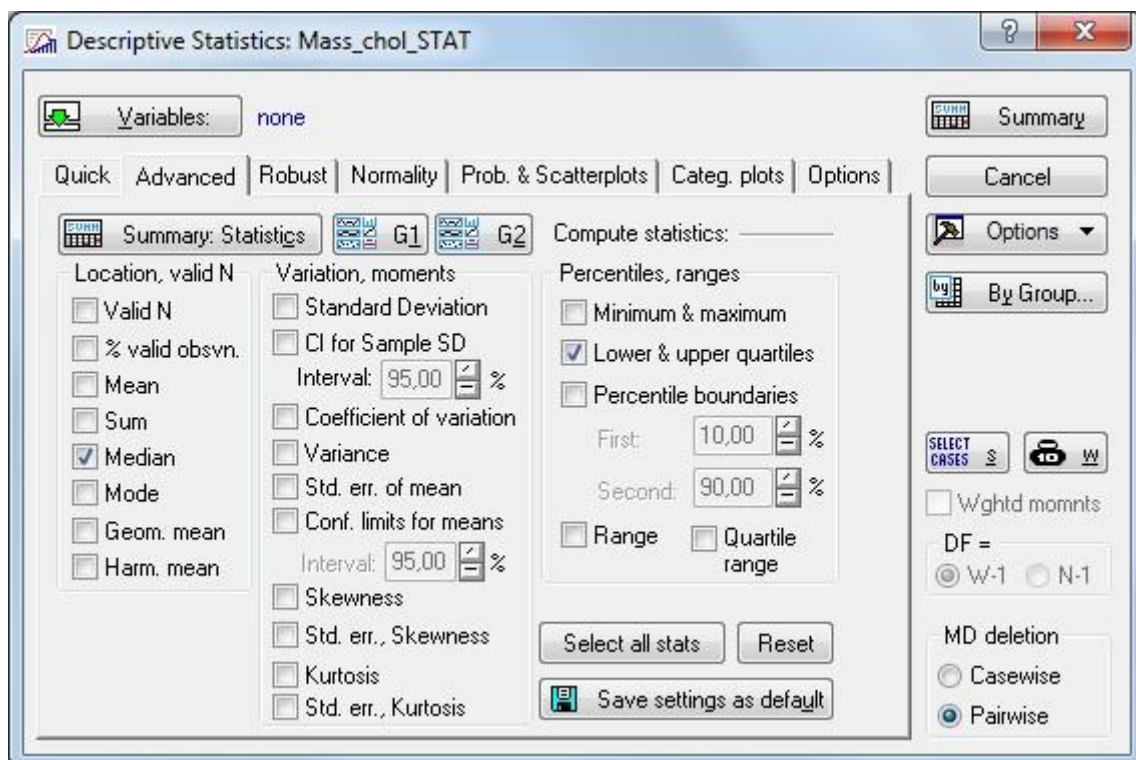 Descriptive Statistics: Mass_chol_STAT
? X
Variables: none
Summary
Quick Advanced Robust Normality Prob. & Scatterplots Categ. plots Options
Cancel
SUMM Summary: Statistics G1 G2 Compute statistics:
Options
By Group...
Location, valid N
Valid N
% valid obsvn.
Mean
Sum
Median
Mode
Geom. mean
Harm. mean
Variation, moments
Standard Deviation
CI for Sample SD
Interval: 95,00 %
Coefficient of variation
Variance
Std. err. of mean
Conf. limits for means
Interval: 95,00 %
Skewness
Std. err., Skewness
Kurtosis
Std. err., Kurtosis
Percentiles, ranges
Minimum & maximum
Lower & upper quartiles
Percentile boundaries
First: 10,00 %
Second: 90,00 %
Range Quartile
range
Select all stats Reset
Save settings as default
SELECT
CASES S W
Wghtd momnts
DF =
W-1 N-1
MD deletion
Casewise
Pairwise